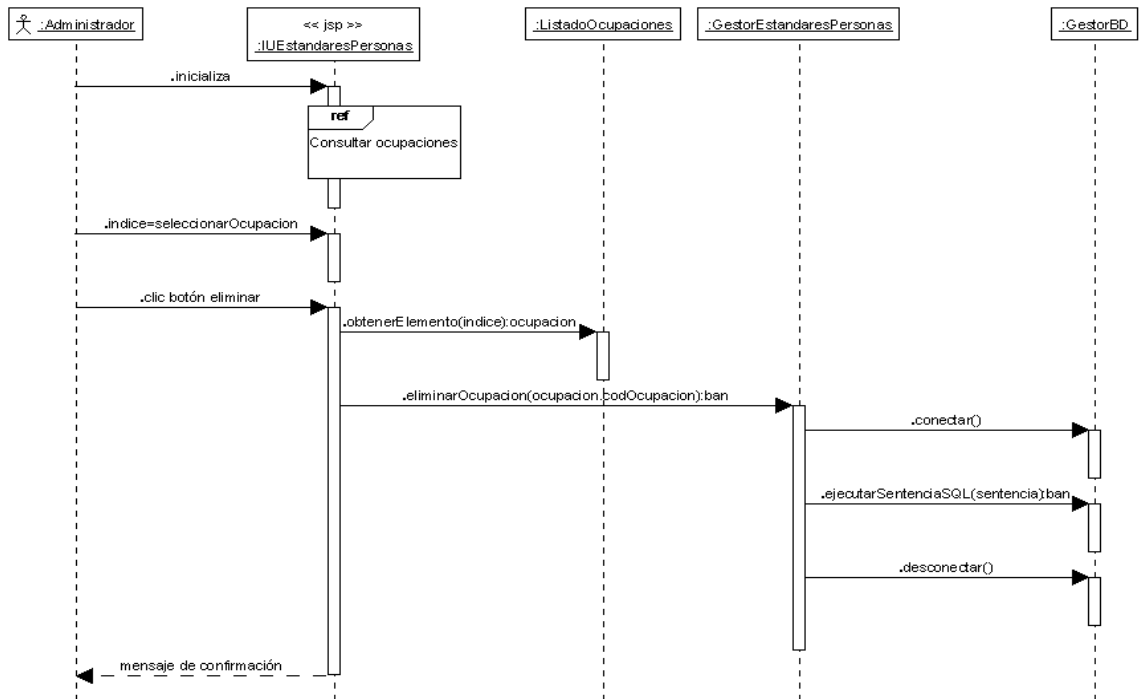 :Administrador
<< jsp >>
:IUEstandaresPersonas
:ListadoOcupaciones
:GestorEstandaresPersonas
:GestorBD
.inicializa
ref
Consultar ocupaciones
.indice=seleccionarOcupacion
.clic botón eliminar
.obtenerElemento(indice):ocupacion
.eliminarOcupacion(ocupacion.codOcupacion):ban
.conectar()
.ejecutarSentenciaSQL(sentencia):ban
.desconectar()
mensaje de confirmación